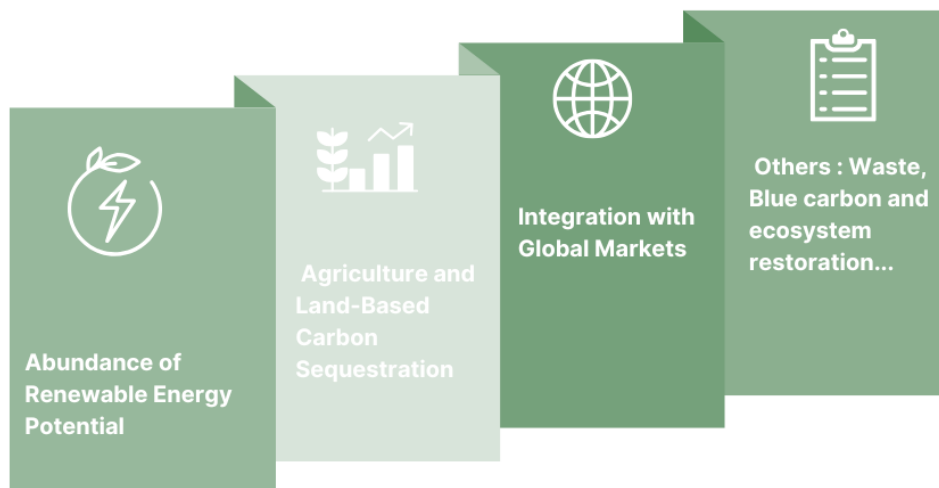 Abundance of
Renewable Energy
Potential
Agriculture and
Land-Based
Carbon
Sequestration
Integration with
Global Markets
Others : Waste,
Blue carbon and
ecosystem
restoration...